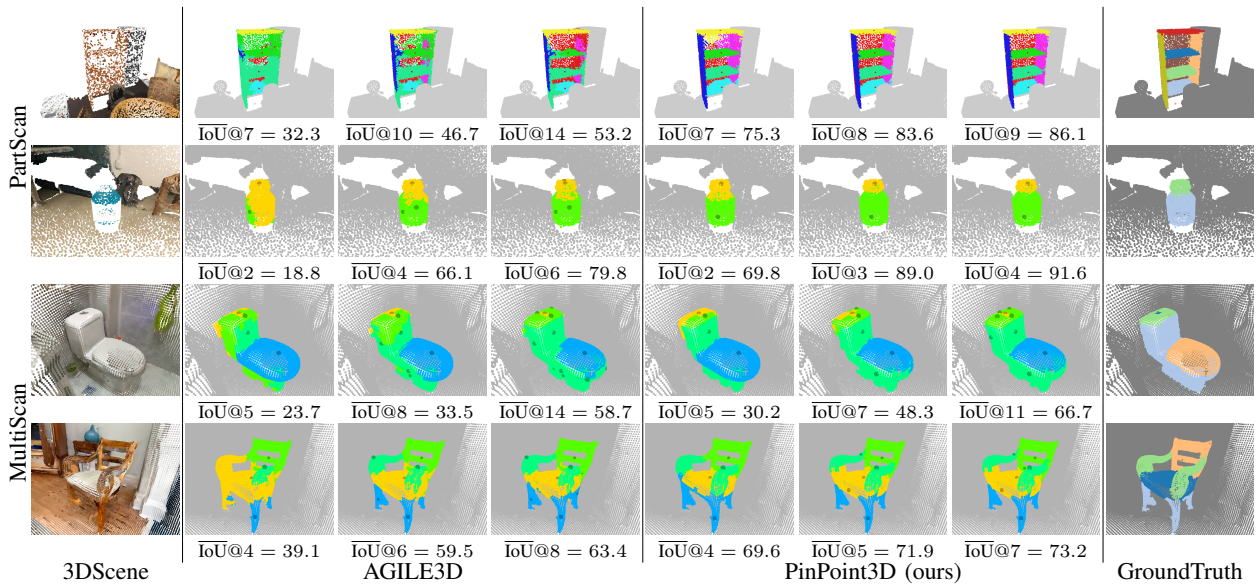 PartScan
IoU@7 = 32.3 IoU@10 = 46.7 IoU@14 = 53.2 IoU@7 = 75.3 IoU@8 = 83.6 IoU@9 = 86.1
IoU@2 = 18.8 IoU@4 = 66.1 IoU@6 = 79.8 IoU@2 = 69.8 IoU@3 = 89.0 IoU@4 = 91.6
MultiScan
IoU@5 = 23.7 IoU@8 = 33.5 IoU@14 = 58.7 IoU@5 = 30.2 IoU@7 = 48.3 IoU@11 = 66.7
IoU@4 = 39.1 IoU@6 = 59.5 IoU@8 = 63.4 IoU@4 = 69.6 IoU@5 = 71.9 IoU@7 = 73.2
3DScene AGILE3D PinPoint3D (ours) GroundTruth